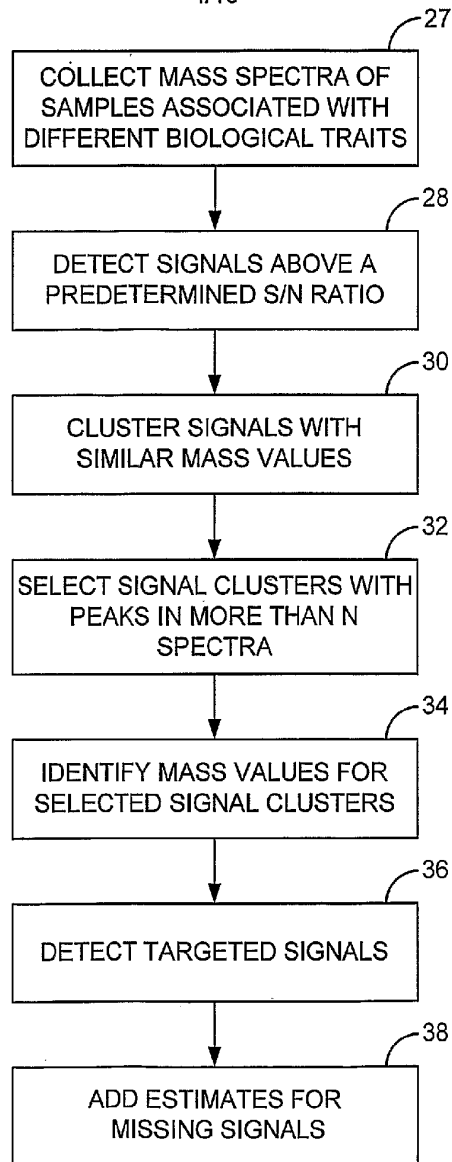 27
COLLECT MASS SPECTRA OF
SAMPLES ASSOCIATED WITH
DIFFERENT BIOLOGICAL TRAITS
28
DETECT SIGNALS ABOVE A
PREDETERMINED S/N RATIO
30
CLUSTER SIGNALS WITH
SIMILAR MASS VALUES
32
SELECT SIGNAL CLUSTERS WITH
PEAKS IN MORE THAN N
SPECTRA
34
IDENTIFY MASS VALUES FOR
SELECTED SIGNAL CLUSTERS
36
DETECT TARGETED SIGNALS
38
ADD ESTIMATES FOR
MISSING SIGNALS